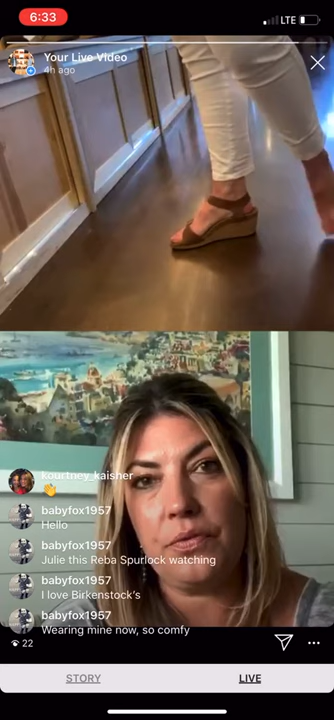 6:33
LTE
Your Live Video
4h ago
kourtney_kaisher
👏
babyfox1957
Hello
babyfox1957
Julie this Reba Spurlock watching
babyfox1957
I love Birkenstock's
babyfox1957
Wearing mine now, so comfy
22
STORY
LIVE